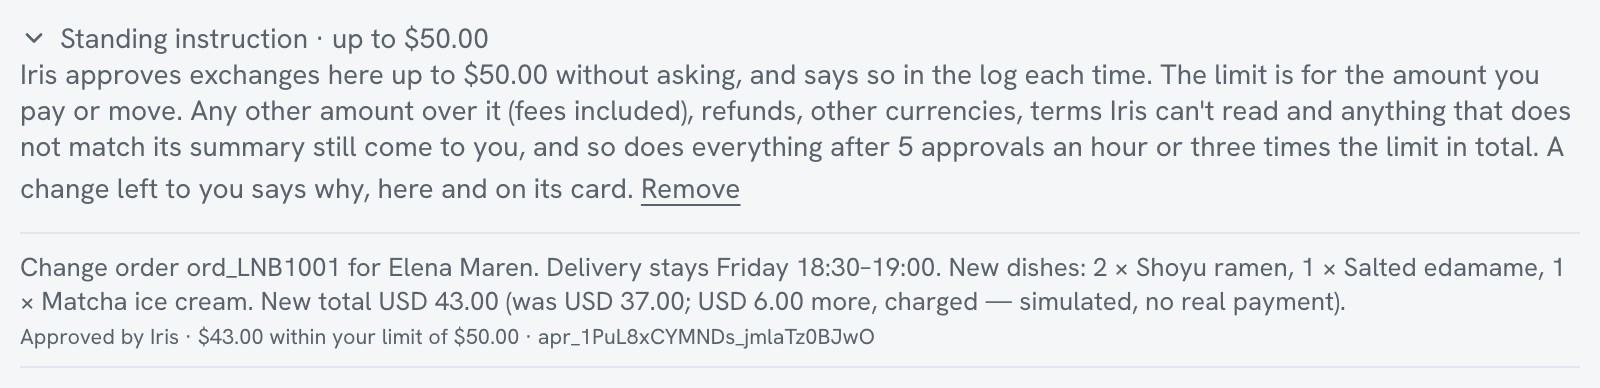 Standing instruction · up to $50.00
Iris approves exchanges here up to $50.00 without asking, and says so in the log each time. The limit is for the amount you
pay or move. Any other amount over it (fees included), refunds, other currencies, terms Iris can't read and anything that does
not match its summary still come to you, and so does everything after 5 approvals an hour or three times the limit in total. A
change left to you says why, here and on its card. Remove
Change order ord_LNB1001 for Elena Maren. Delivery stays Friday 18:30–19:00. New dishes: 2 × Shoyu ramen, 1 × Salted edamame, 1
× Matcha ice cream. New total USD 43.00 (was USD 37.00; USD 6.00 more, charged — simulated, no real payment).
Approved by Iris · $43.00 within your limit of $50.00 · apr_1PuL8xCYMNDs_jmlaTz0BJwO